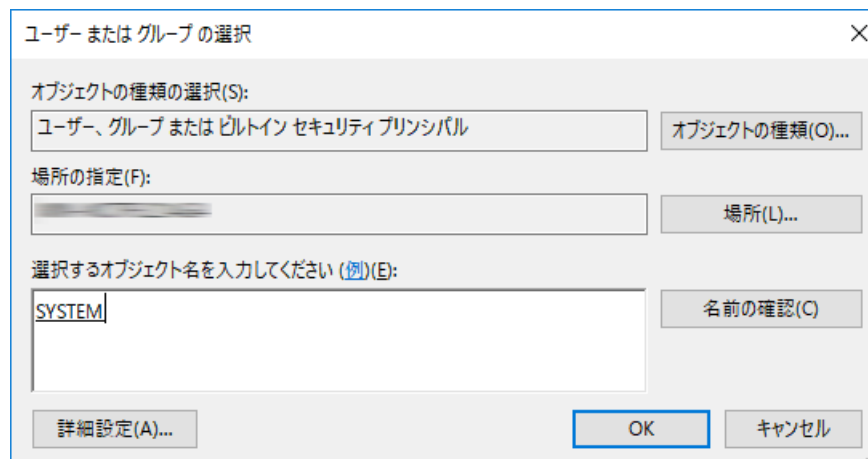 ユーザー または グループ の選択
オブジェクトの種類の選択(S):
ユーザー、グループ または ビルトイン セキュリティ プリンシパル
オブジェクトの種類(O)...
場所の指定(F):
場所(L)...
選択するオブジェクト名を入力してください (例)(E):
SYSTEM
名前の確認(C)
詳細設定(A)...
OK
キャンセル